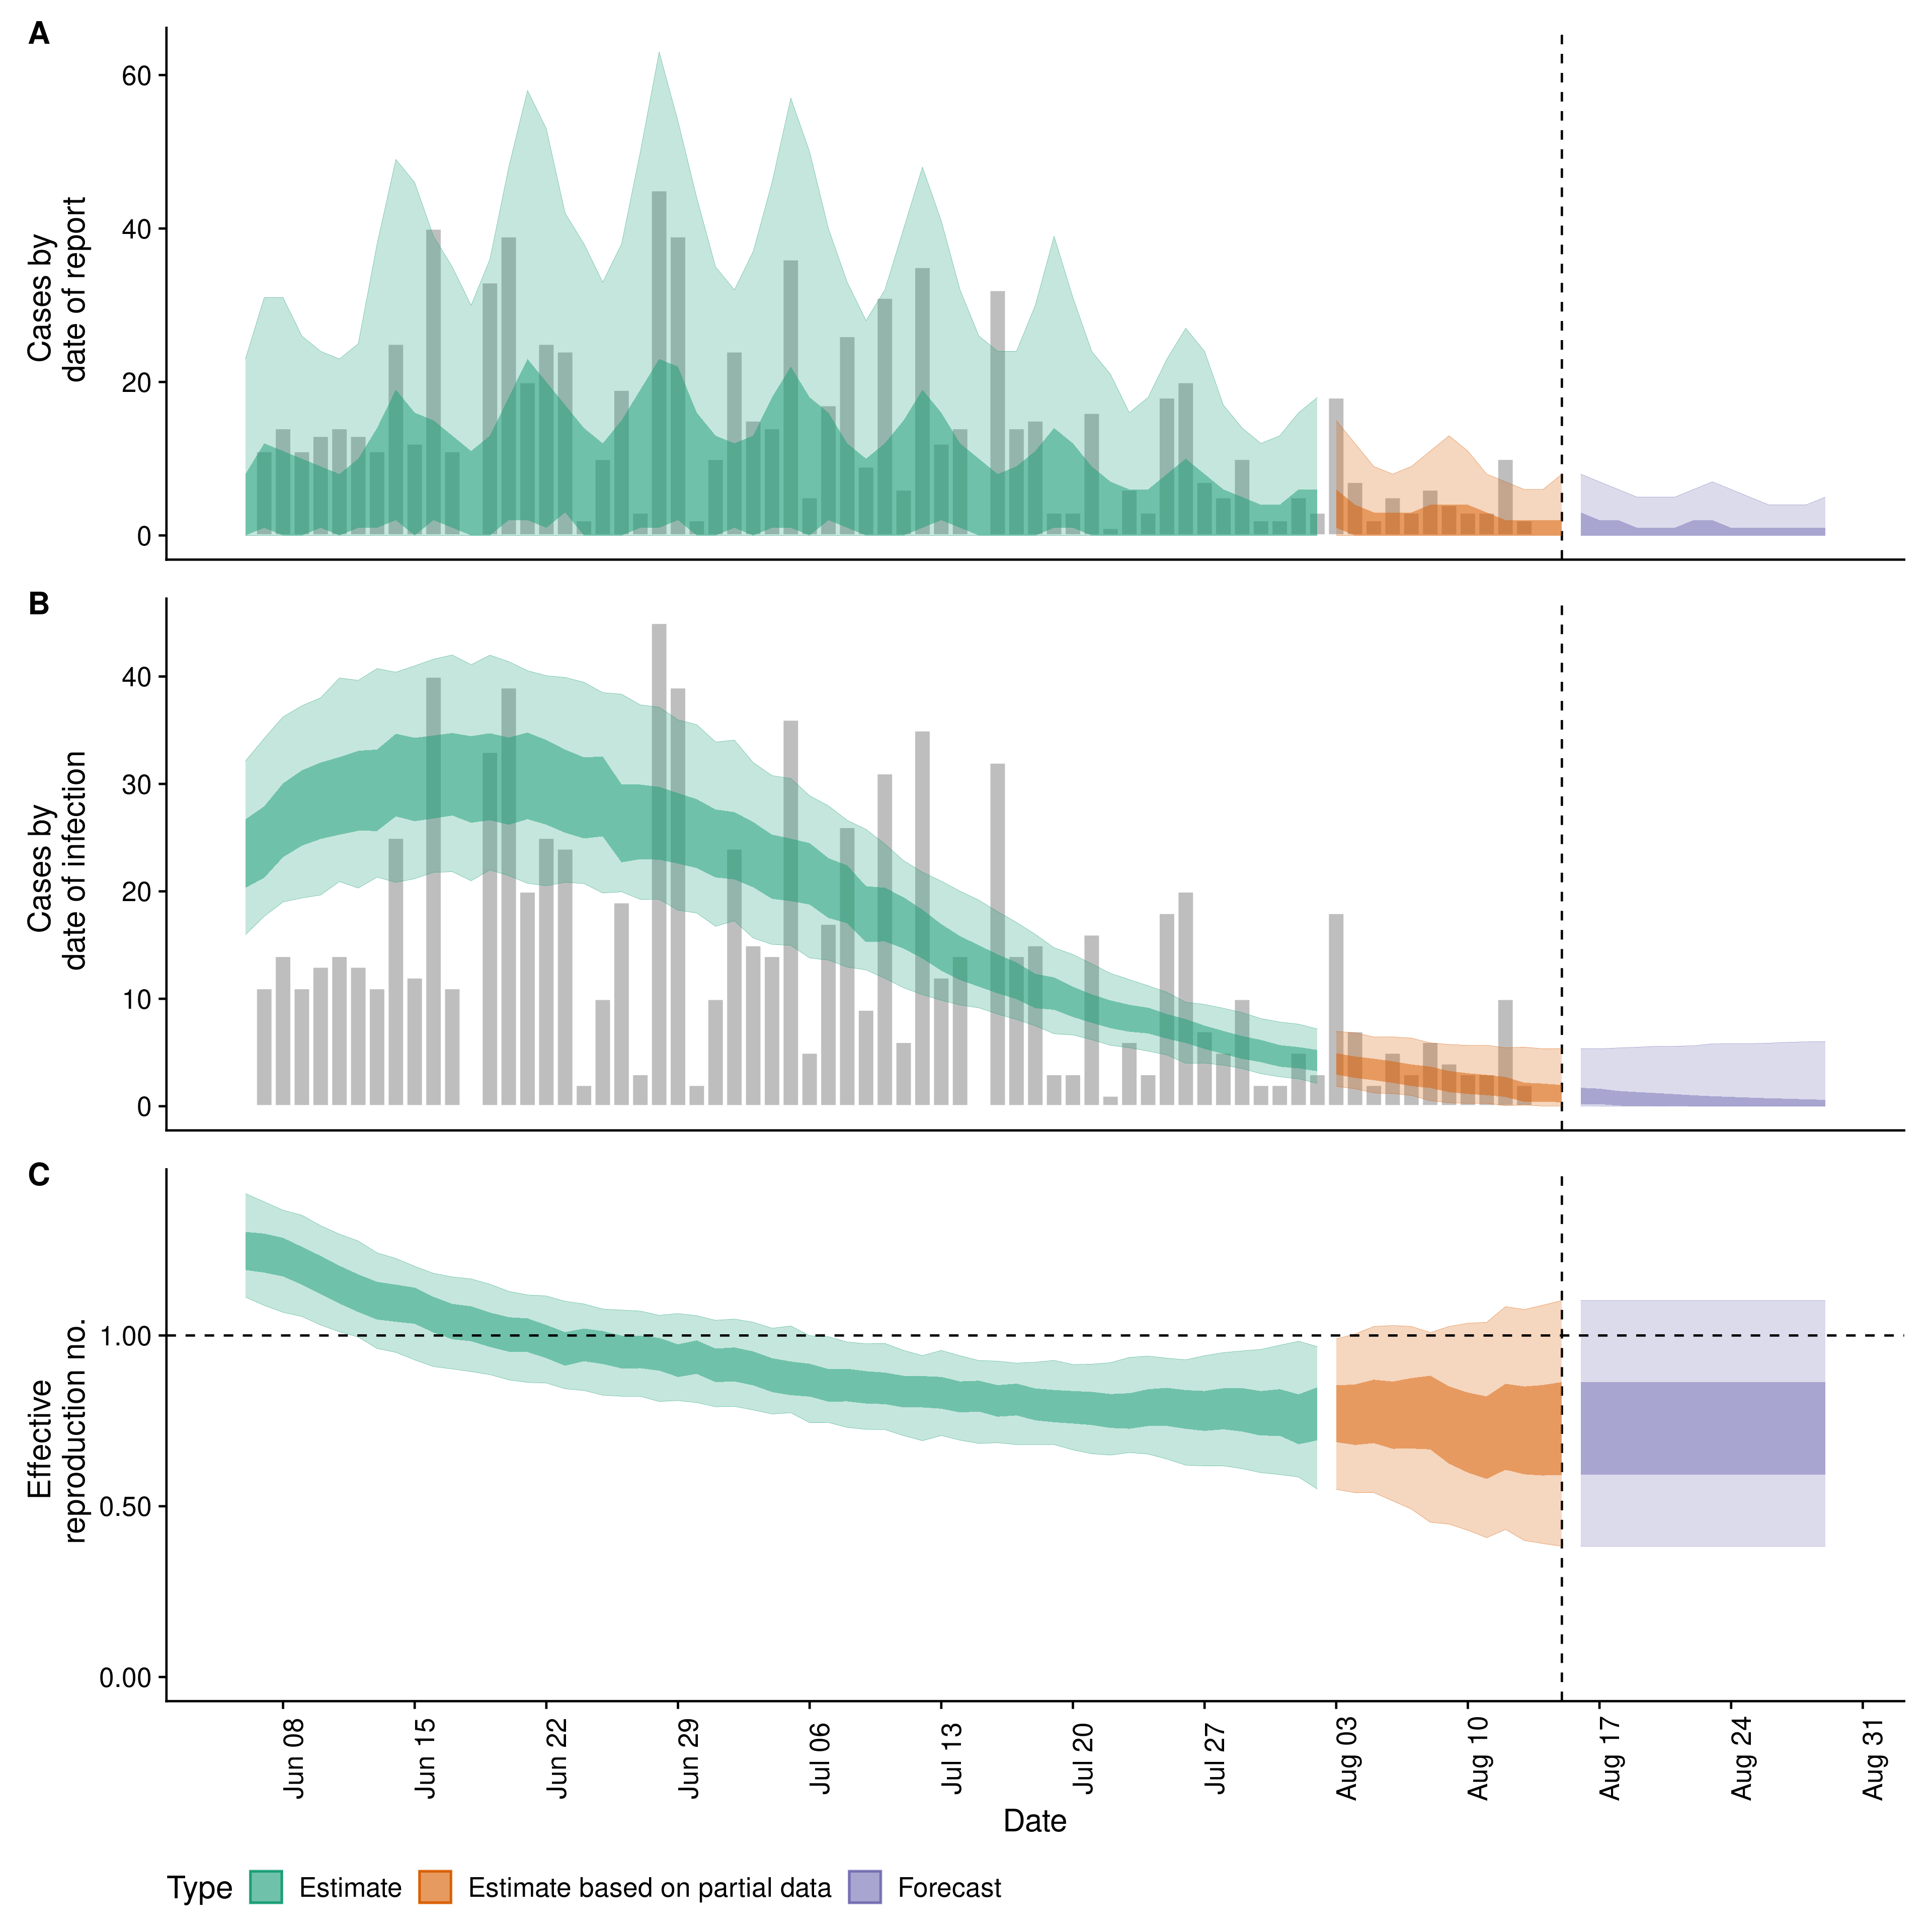 A
Cases by
date of report
60
40
20
0
B
Cases by
date of infection
40
30
20
10
0
C
Effective
reproduction no.
1.00
0.50
0.00
Jun 08
Jun 15
Jun 22
Jun 29
Jul 06
Jul 13
Jul 20
Jul 27
Aug 03
Aug 10
Aug 17
Aug 24
Aug 31
Date
Type Estimate Estimate based on partial data Forecast